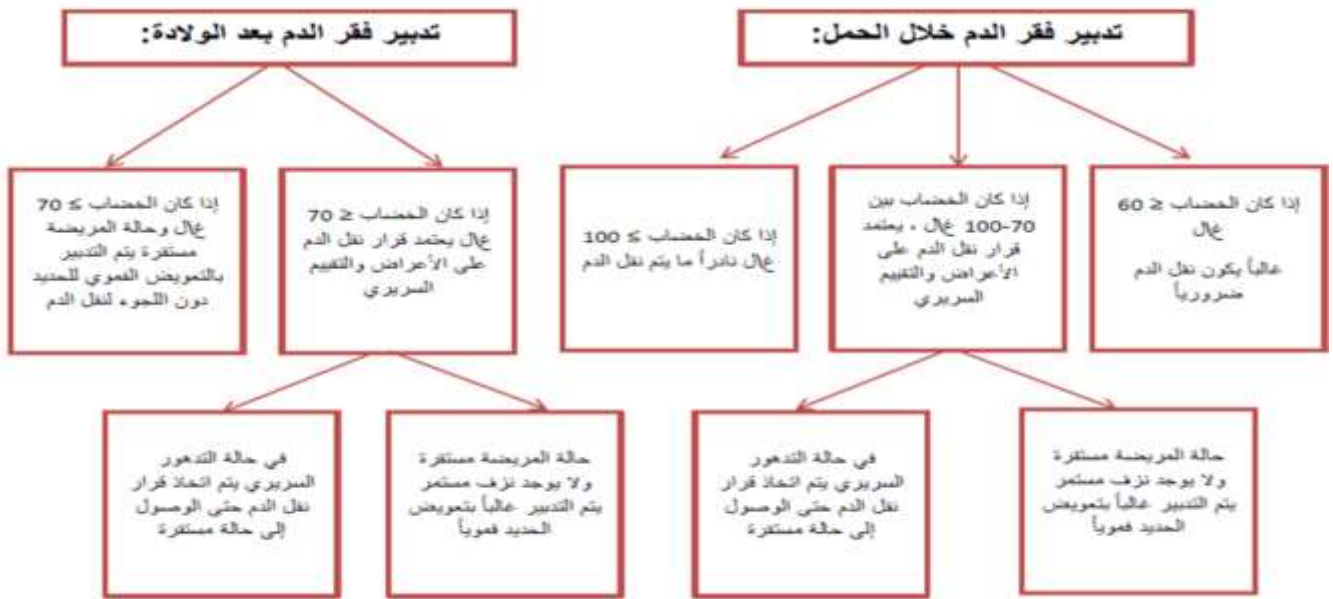 تدبير فقر الدم خلال الحمل:
تدبير فقر الدم بعد الولادة:
إذا كان الخضاب ≤ 60
غ/ل
غالباً يكون نقل الدم
ضرورياً
إذا كان الخضاب بين
70-100 غ/ل ، يعتمد
قرار نقل الدم على
الأعراض والتقييم
السريري
إذا كان الخضاب ≥ 100
غ/ل نادراً ما يتم نقل الدم
إذا كان الخضاب ≤ 70
غ/ل يعتمد قرار نقل الدم
على الأعراض والتقييم
السريري
إذا كان الخضاب ≥ 70
غ/ل وحالة المريضة
مستقرة يتم التدبير
بالتعويض الفموي للحديد
دون اللجوء لنقل الدم
حالة المريضة مستقرة
ولا يوجد نزف مستمر
يتم التدبير غالباً بتعويض
الحديد فموياً
في حالة التدهور
السريري يتم اتخاذ قرار
نقل الدم حتى الوصول
إلى حالة مستقرة
حالة المريضة مستقرة
ولا يوجد نزف مستمر
يتم التدبير غالباً بتعويض
الحديد فموياً
في حالة التدهور
السريري يتم اتخاذ قرار
نقل الدم حتى الوصول
إلى حالة مستقرة